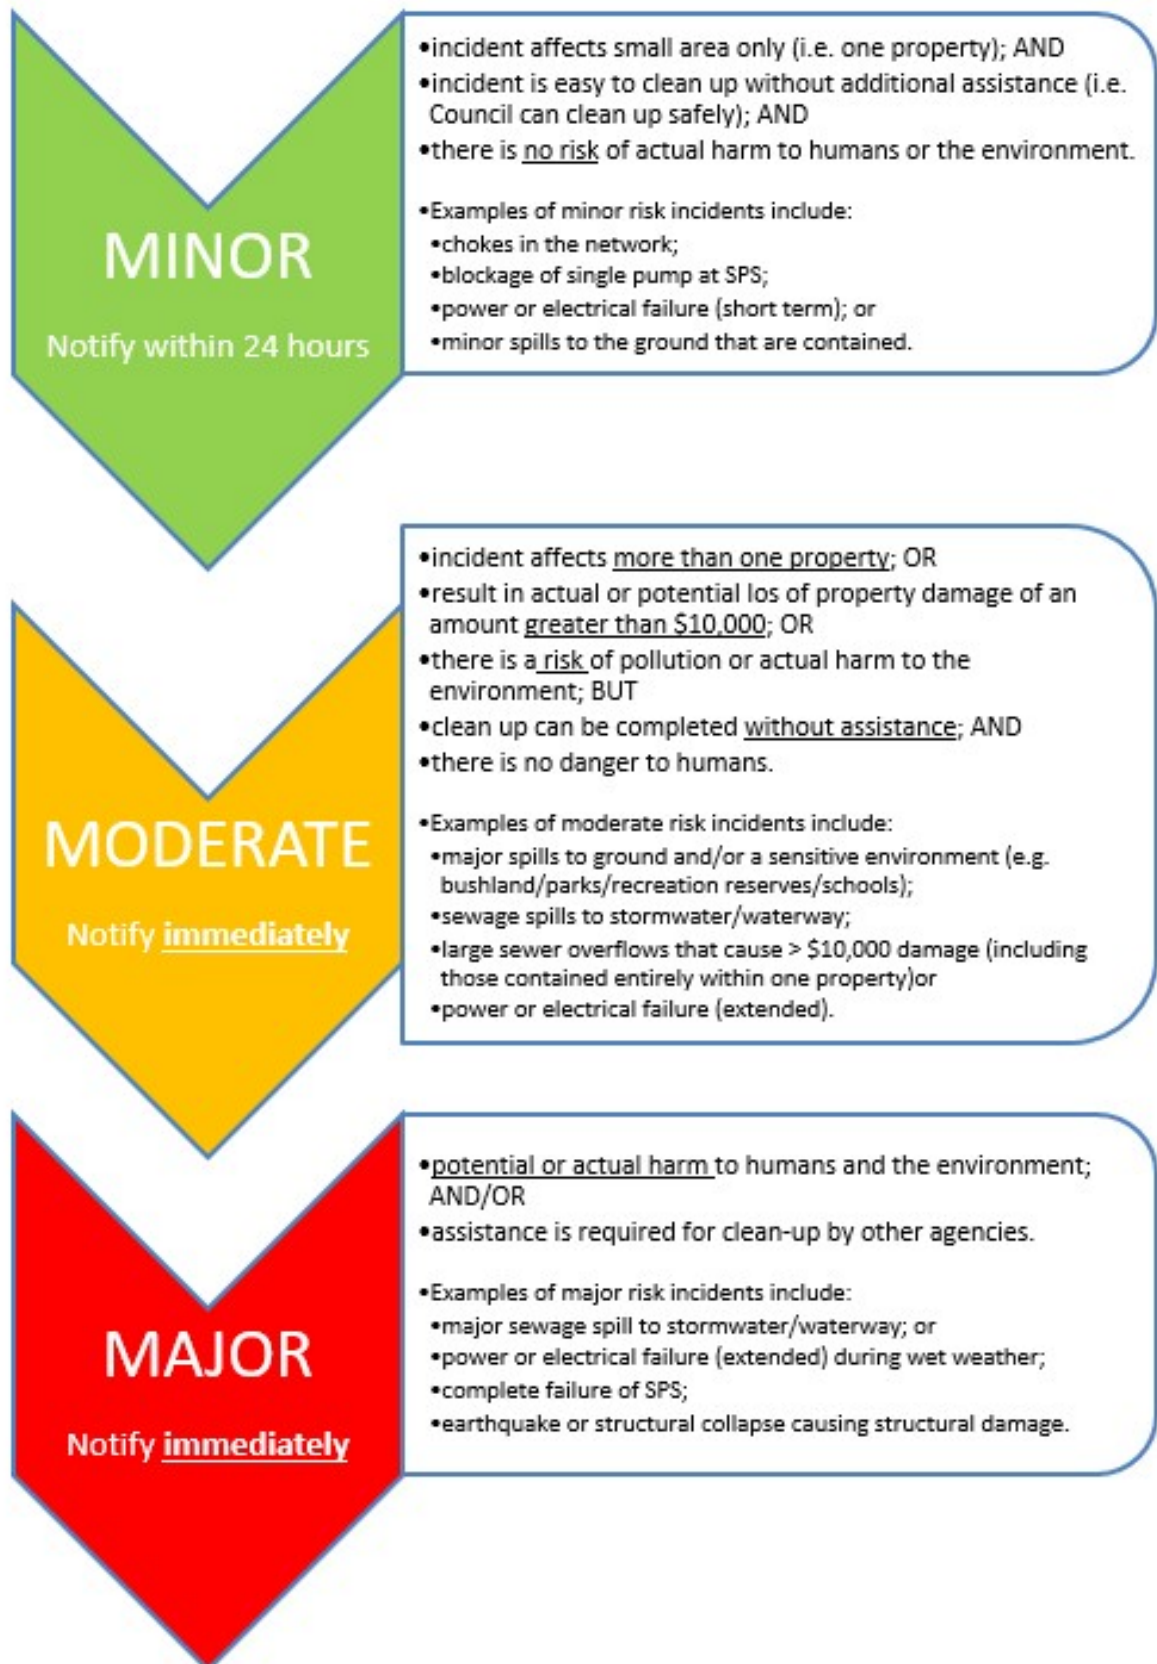 •incident affects small area only (i.e. one property); AND
•incident is easy to clean up without additional assistance (i.e.
Council can clean up safely); AND
•there is no risk of actual harm to humans or the environment.
•Examples of minor risk incidents include:
•chokes in the network;
•blockage of single pump at SPS;
•power or electrical failure (short term); or
•minor spills to the ground that are contained.
MINOR
Notify within 24 hours
•incident affects more than one property; OR
•result in actual or potential los of property damage of an
amount greater than $10,000; OR
•there is a risk of pollution or actual harm to the
environment; BUT
•clean up can be completed without assistance; AND
•there is no danger to humans.
•Examples of moderate risk incidents include:
•major spills to ground and/or a sensitive environment (e.g.
bushland/parks/recreation reserves/schools);
•sewage spills to stormwater/waterway;
•large sewer overflows that cause > $10,000 damage (including
those contained entirely within one property)or
•power or electrical failure (extended).
MODERATE
Notify immediately
•potential or actual harm to humans and the environment;
AND/OR
•assistance is required for clean-up by other agencies.
•Examples of major risk incidents include:
•major sewage spill to stormwater/waterway; or
•power or electrical failure (extended) during wet weather;
•complete failure of SPS;
•earthquake or structural collapse causing structural damage.
MAJOR
Notify immediately